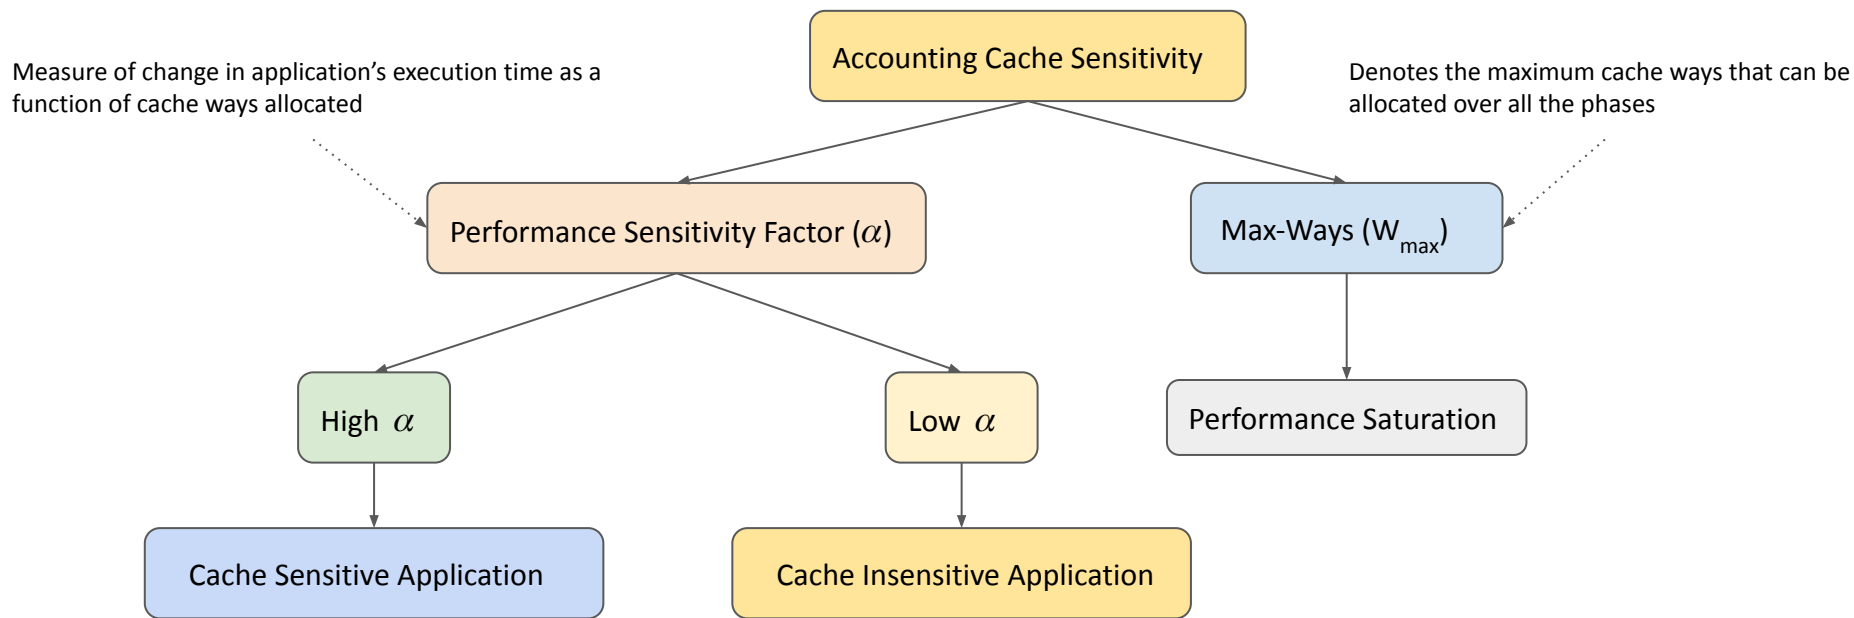 Accounting Cache Sensitivity
Measure of change in application’s execution time as a
function of cache ways allocated
Denotes the maximum cache ways that can be
allocated over all the phases
Performance Sensitivity Factor (α)
Max-Ways (Wmax)
High α
Low α
Performance Saturation
Cache Sensitive Application
Cache Insensitive Application